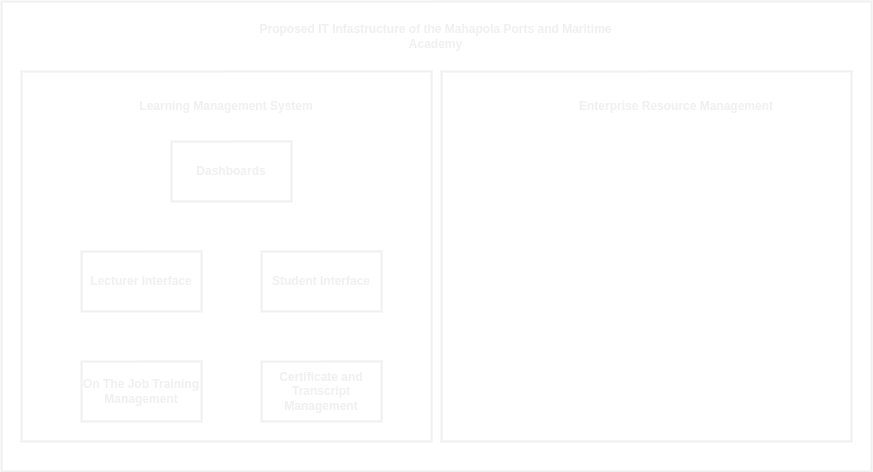 Proposed IT Infastructure of the Mahapola Ports and Maritime
Academy
Learning Management System
Enterprise Resource Management
Dashboards
Lecturer Interface
Student Interface
On The Job Training
Management
Certificate and
Transcript
Management